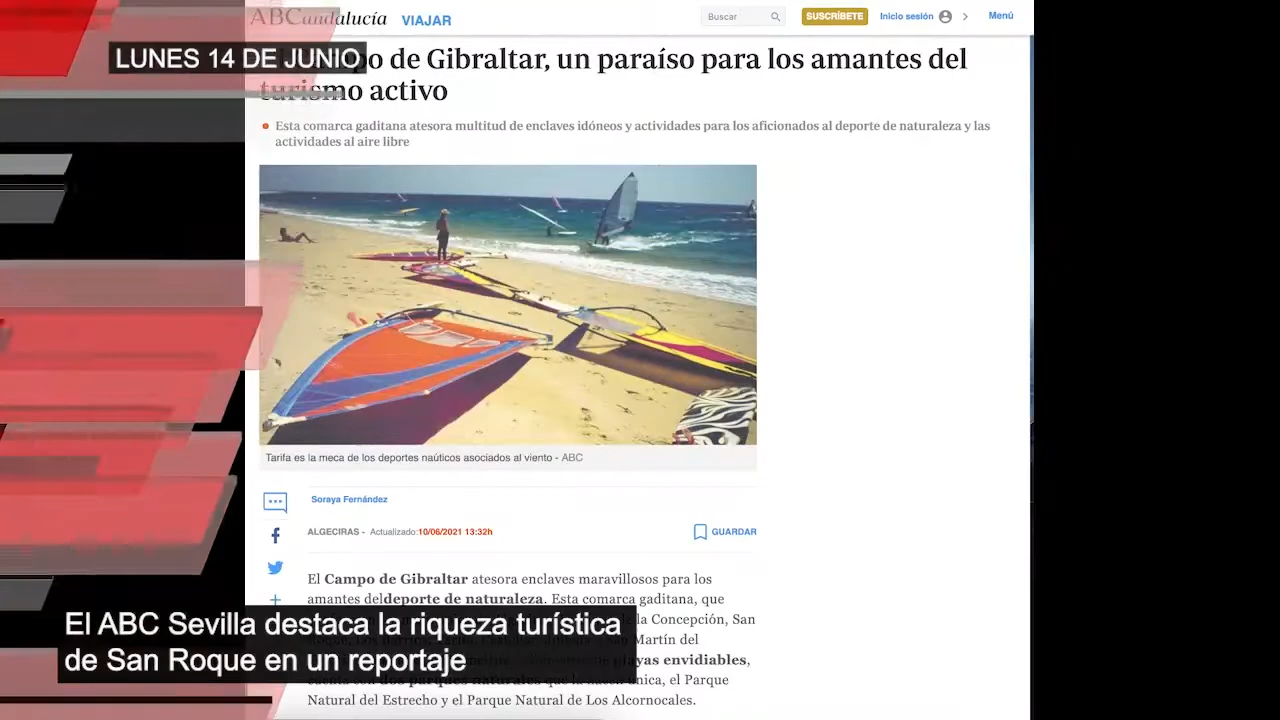 ABCandalucía VIAJAR
Buscar
SUSCRÍBETE
Inicio sesión
Menú
LUNES 14 DE JUNIO
de Gibraltar, un paraíso para los amantes del
turismo activo
Esta comarca gaditana atesora multitud de enclaves idóneos y actividades para los aficionados al deporte de naturaleza y las
actividades al aire libre
Tarifa es la meca de los deportes naúticos asociados al viento - ABC
Soraya Fernández
ALGECIRAS - Actualizado:10/06/2021 13:32h
GUARDAR
El Campo de Gibraltar atesora enclaves maravillosos para los
amantes del deporte de naturaleza. Esta comarca gaditana, que
la Concepción, San
Martín del
playas envidiables,
cuenta con dos parques naturales que la hacen única, el Parque
Natural del Estrecho y el Parque Natural de Los Alcornocales.
El ABC Sevilla destaca la riqueza turística
de San Roque en un reportaje